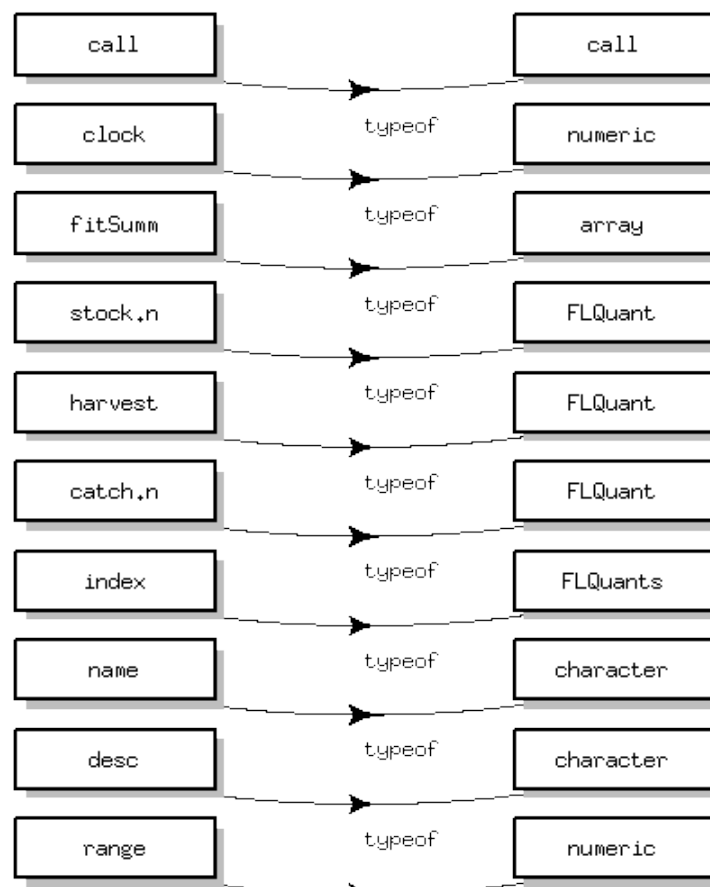 call call
typeof
clock numeric
typeof
fitSumm array
typeof
stock.n FLQuant
typeof
harvest FLQuant
typeof
catch.n FLQuant
typeof
index FLQuants
typeof
name character
typeof
desc character
typeof
range numeric